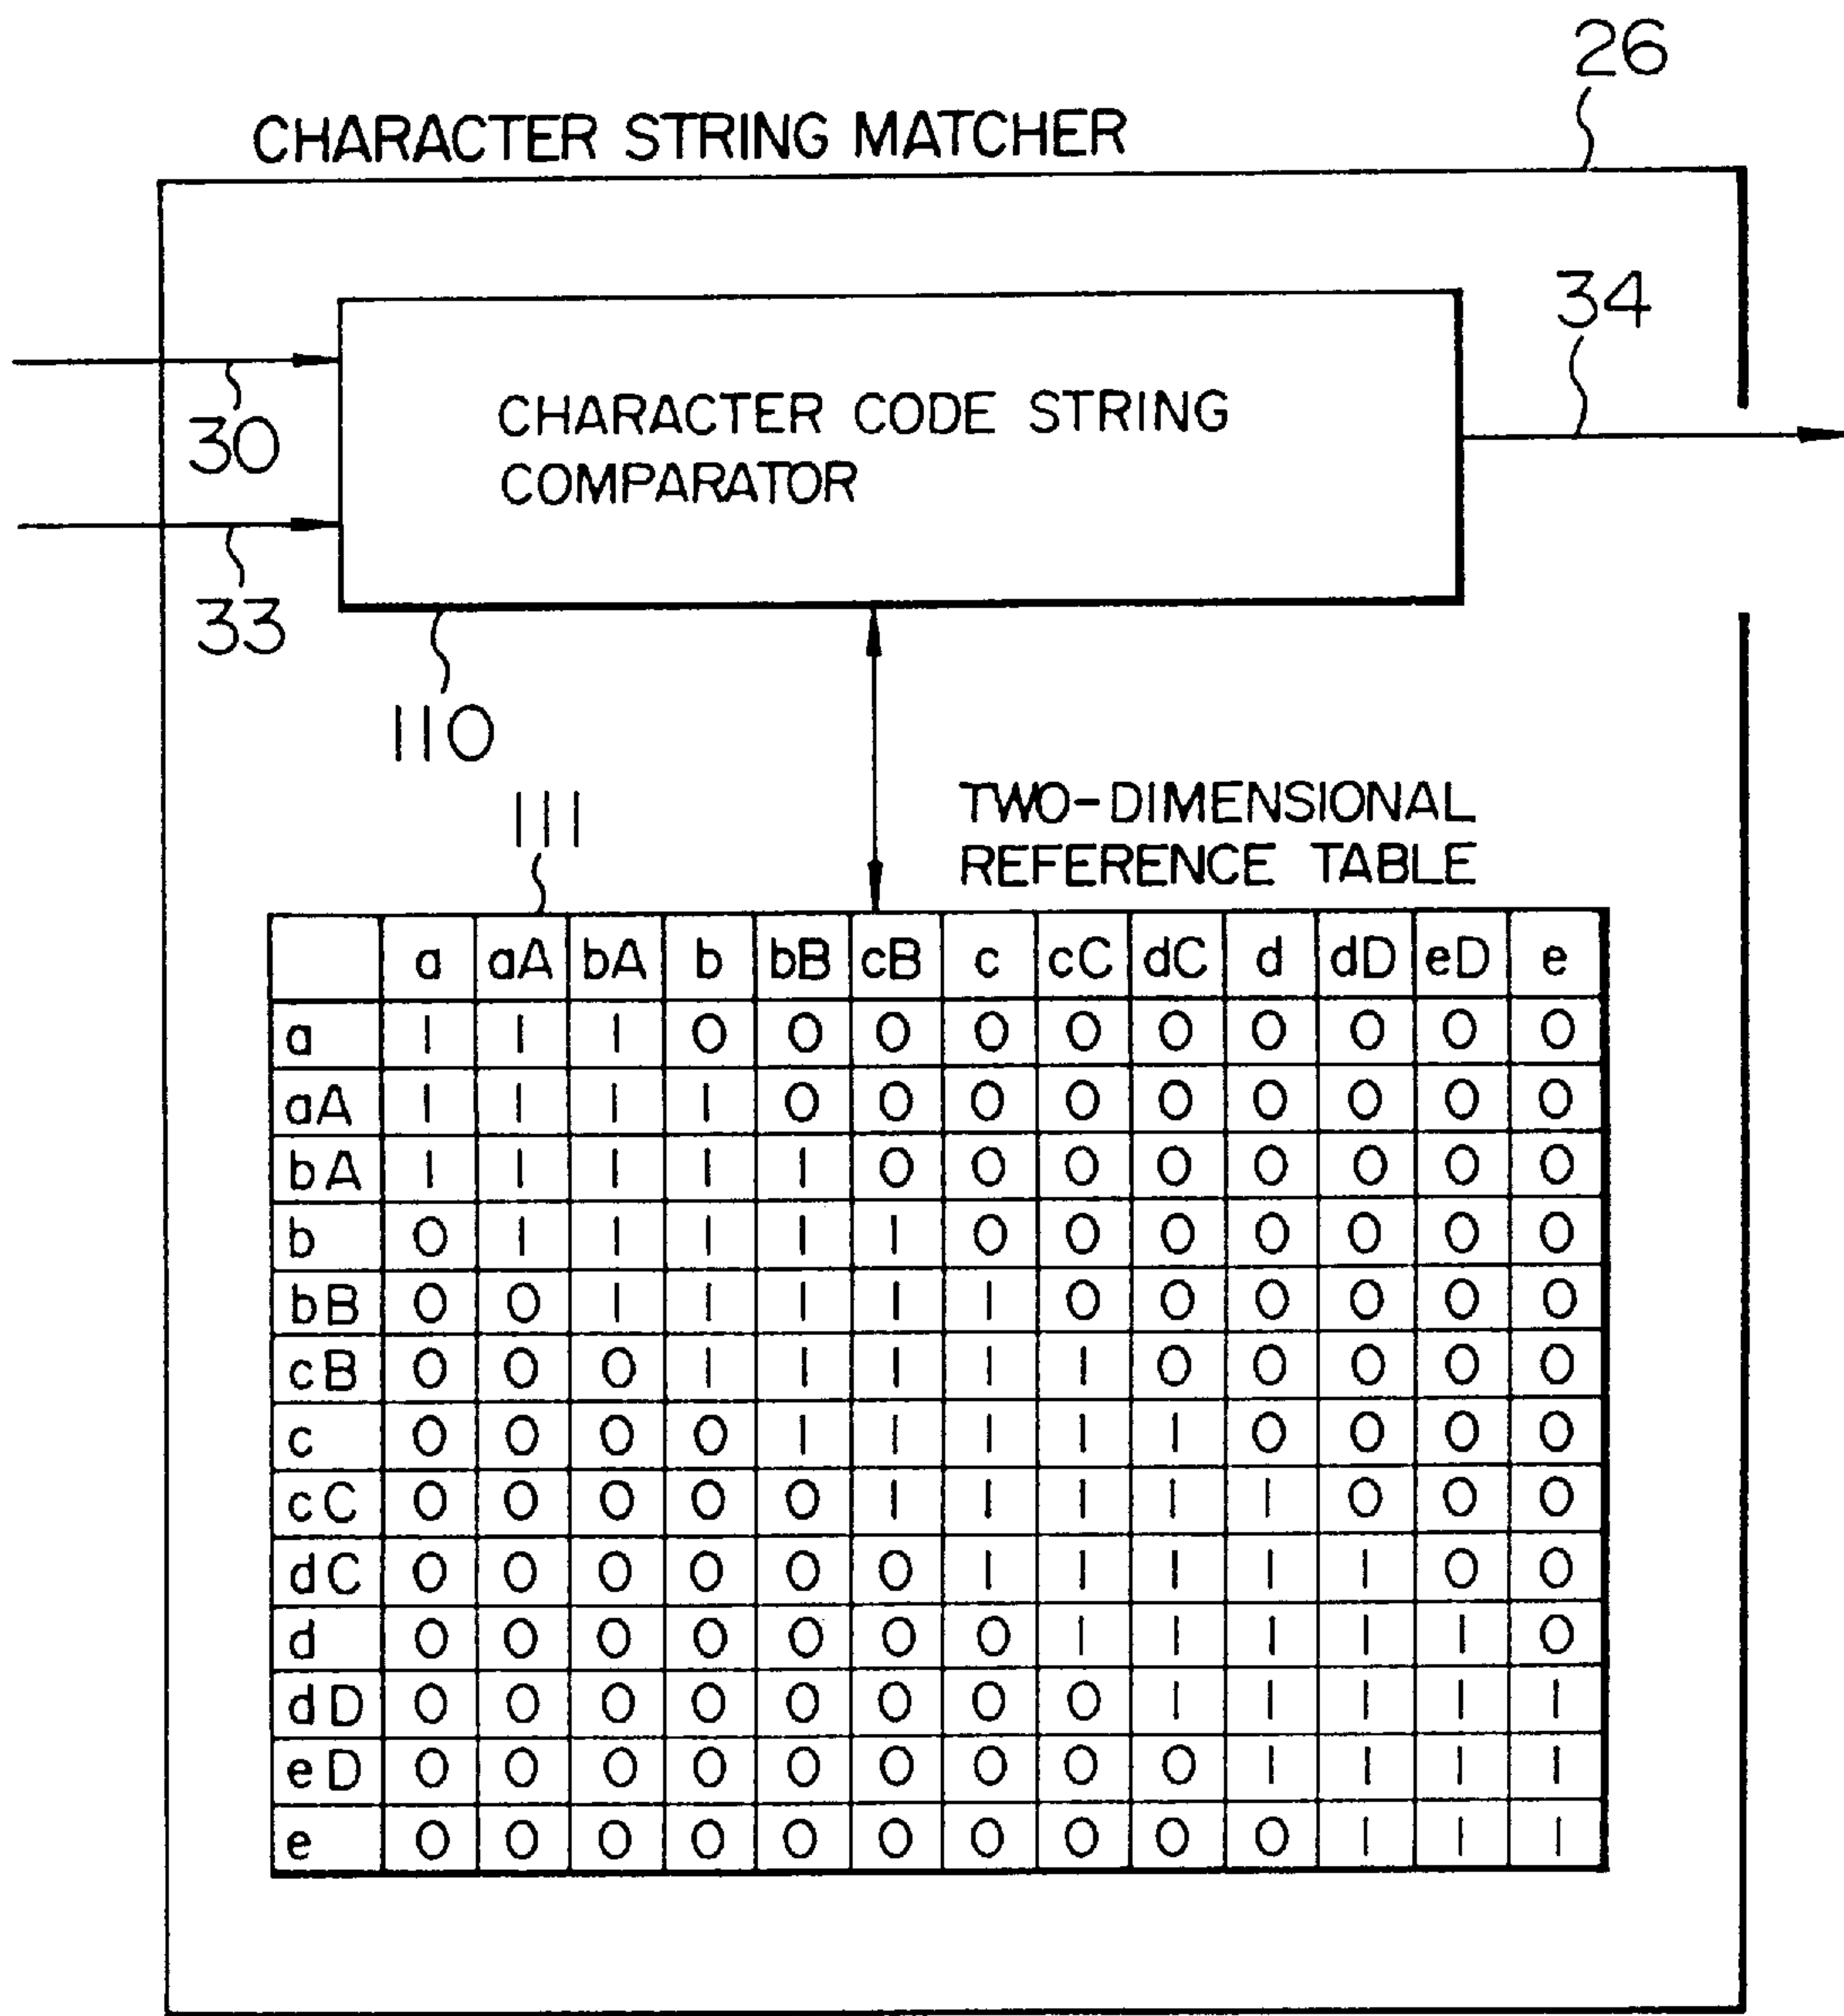 26
CHARACTER STRING MATCHER
34
30
CHARACTER CODE STRING
COMPARATOR
33
110
111
TWO-DIMENSIONAL
REFERENCE TABLE
a aA bA b bB cB c cC dC d dD eD e
a 1 1 1 0 0 0 0 0 0 0 0 0 0
aA 1 1 1 1 0 0 0 0 0 0 0 0 0
bA 1 1 1 1 1 0 0 0 0 0 0 0 0
b 0 1 1 1 1 1 0 0 0 0 0 0 0
bB 0 0 1 1 1 1 1 0 0 0 0 0 0
cB 0 0 0 1 1 1 1 1 0 0 0 0 0
c 0 0 0 0 1 1 1 1 1 0 0 0 0
cC 0 0 0 0 0 1 1 1 1 1 0 0 0
dC 0 0 0 0 0 0 1 1 1 1 1 0 0
d 0 0 0 0 0 0 0 1 1 1 1 1 0
dD 0 0 0 0 0 0 0 0 1 1 1 1 1
eD 0 0 0 0 0 0 0 0 0 1 1 1 1
e 0 0 0 0 0 0 0 0 0 0 1 1 1